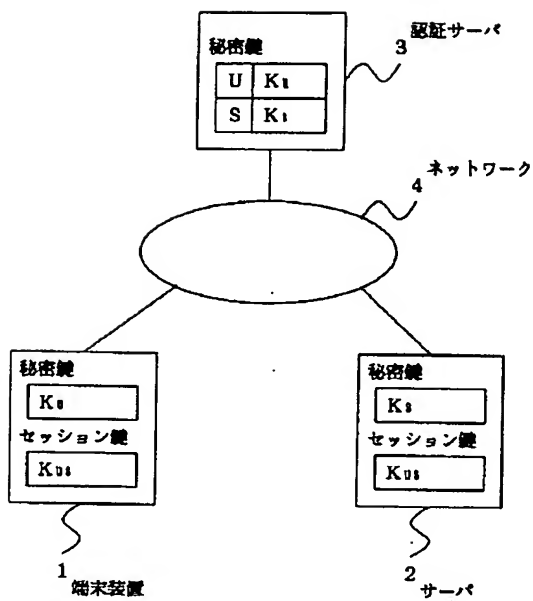 認証サーバ
3
秘密鍵
U Ku
S Ks
ネットワーク
4
秘密鍵
Ku
セッション鍵
Kus
秘密鍵
Ks
セッション鍵
Kus
1
端末装置
2
サーバ